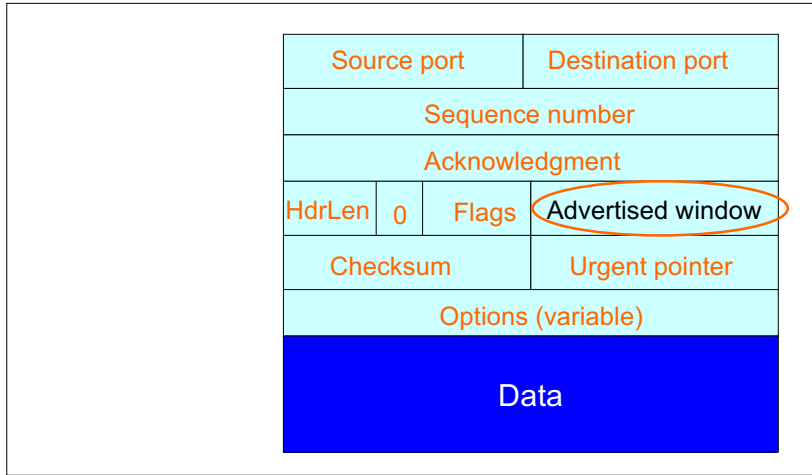 Source port Destination port
Sequence number
Acknowledgment
HdrLen 0 Flags Advertised window
Checksum Urgent pointer
Options (variable)
Data